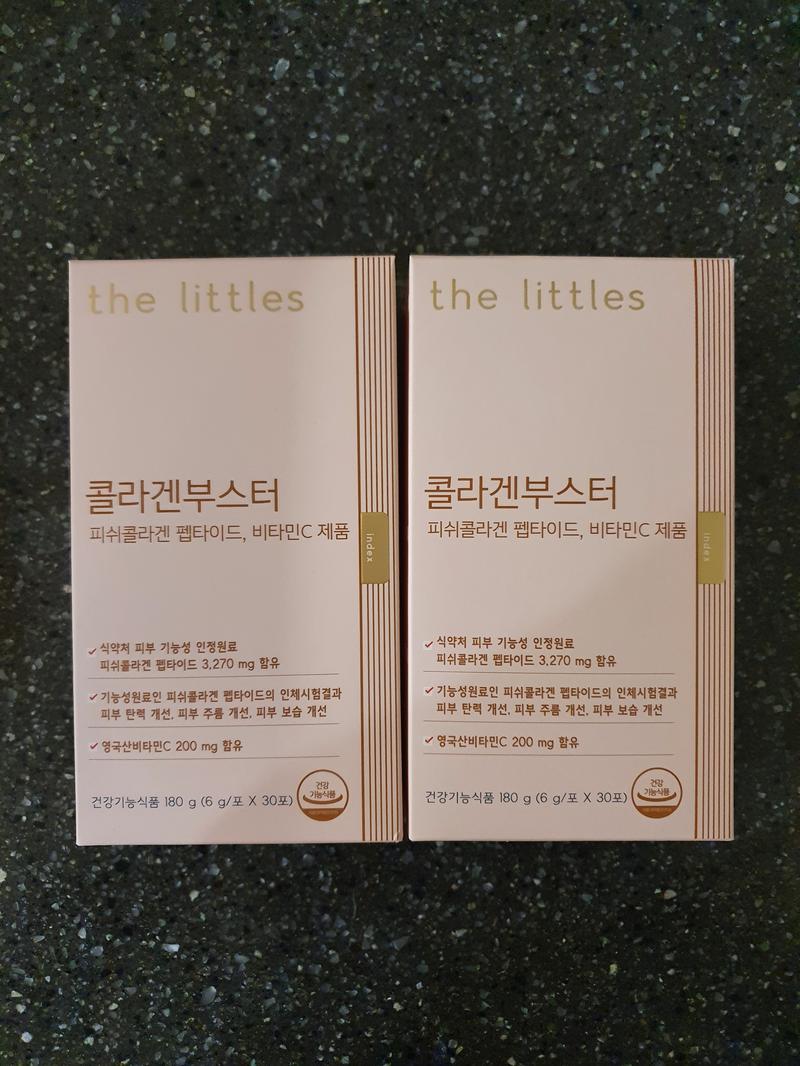 the littles
콜라겐부스터
피쉬콜라겐 펩타이드, 비타민C 제품
index
식약처 피부 기능성 인정원료
피쉬콜라겐 펩타이드 3,270 mg 함유
기능성원료인 피쉬콜라겐 펩타이드의 인체시험결과
피부 탄력 개선, 피부 주름 개선, 피부 보습 개선
영국산비타민C 200 mg 함유
건강기능식품 180 g (6 g/포 X 30포)
건강
기능식품
the littles
콜라겐부스터
피쉬콜라겐 펩타이드, 비타민C 제품
index
식약처 피부 기능성 인정원료
피쉬콜라겐 펩타이드 3,270 mg 함유
기능성원료인 피쉬콜라겐 펩타이드의 인체시험결과
피부 탄력 개선, 피부 주름 개선, 피부 보습 개선
영국산비타민C 200 mg 함유
건강기능식품 180 g (6 g/포 X 30포)
건강
기능식품